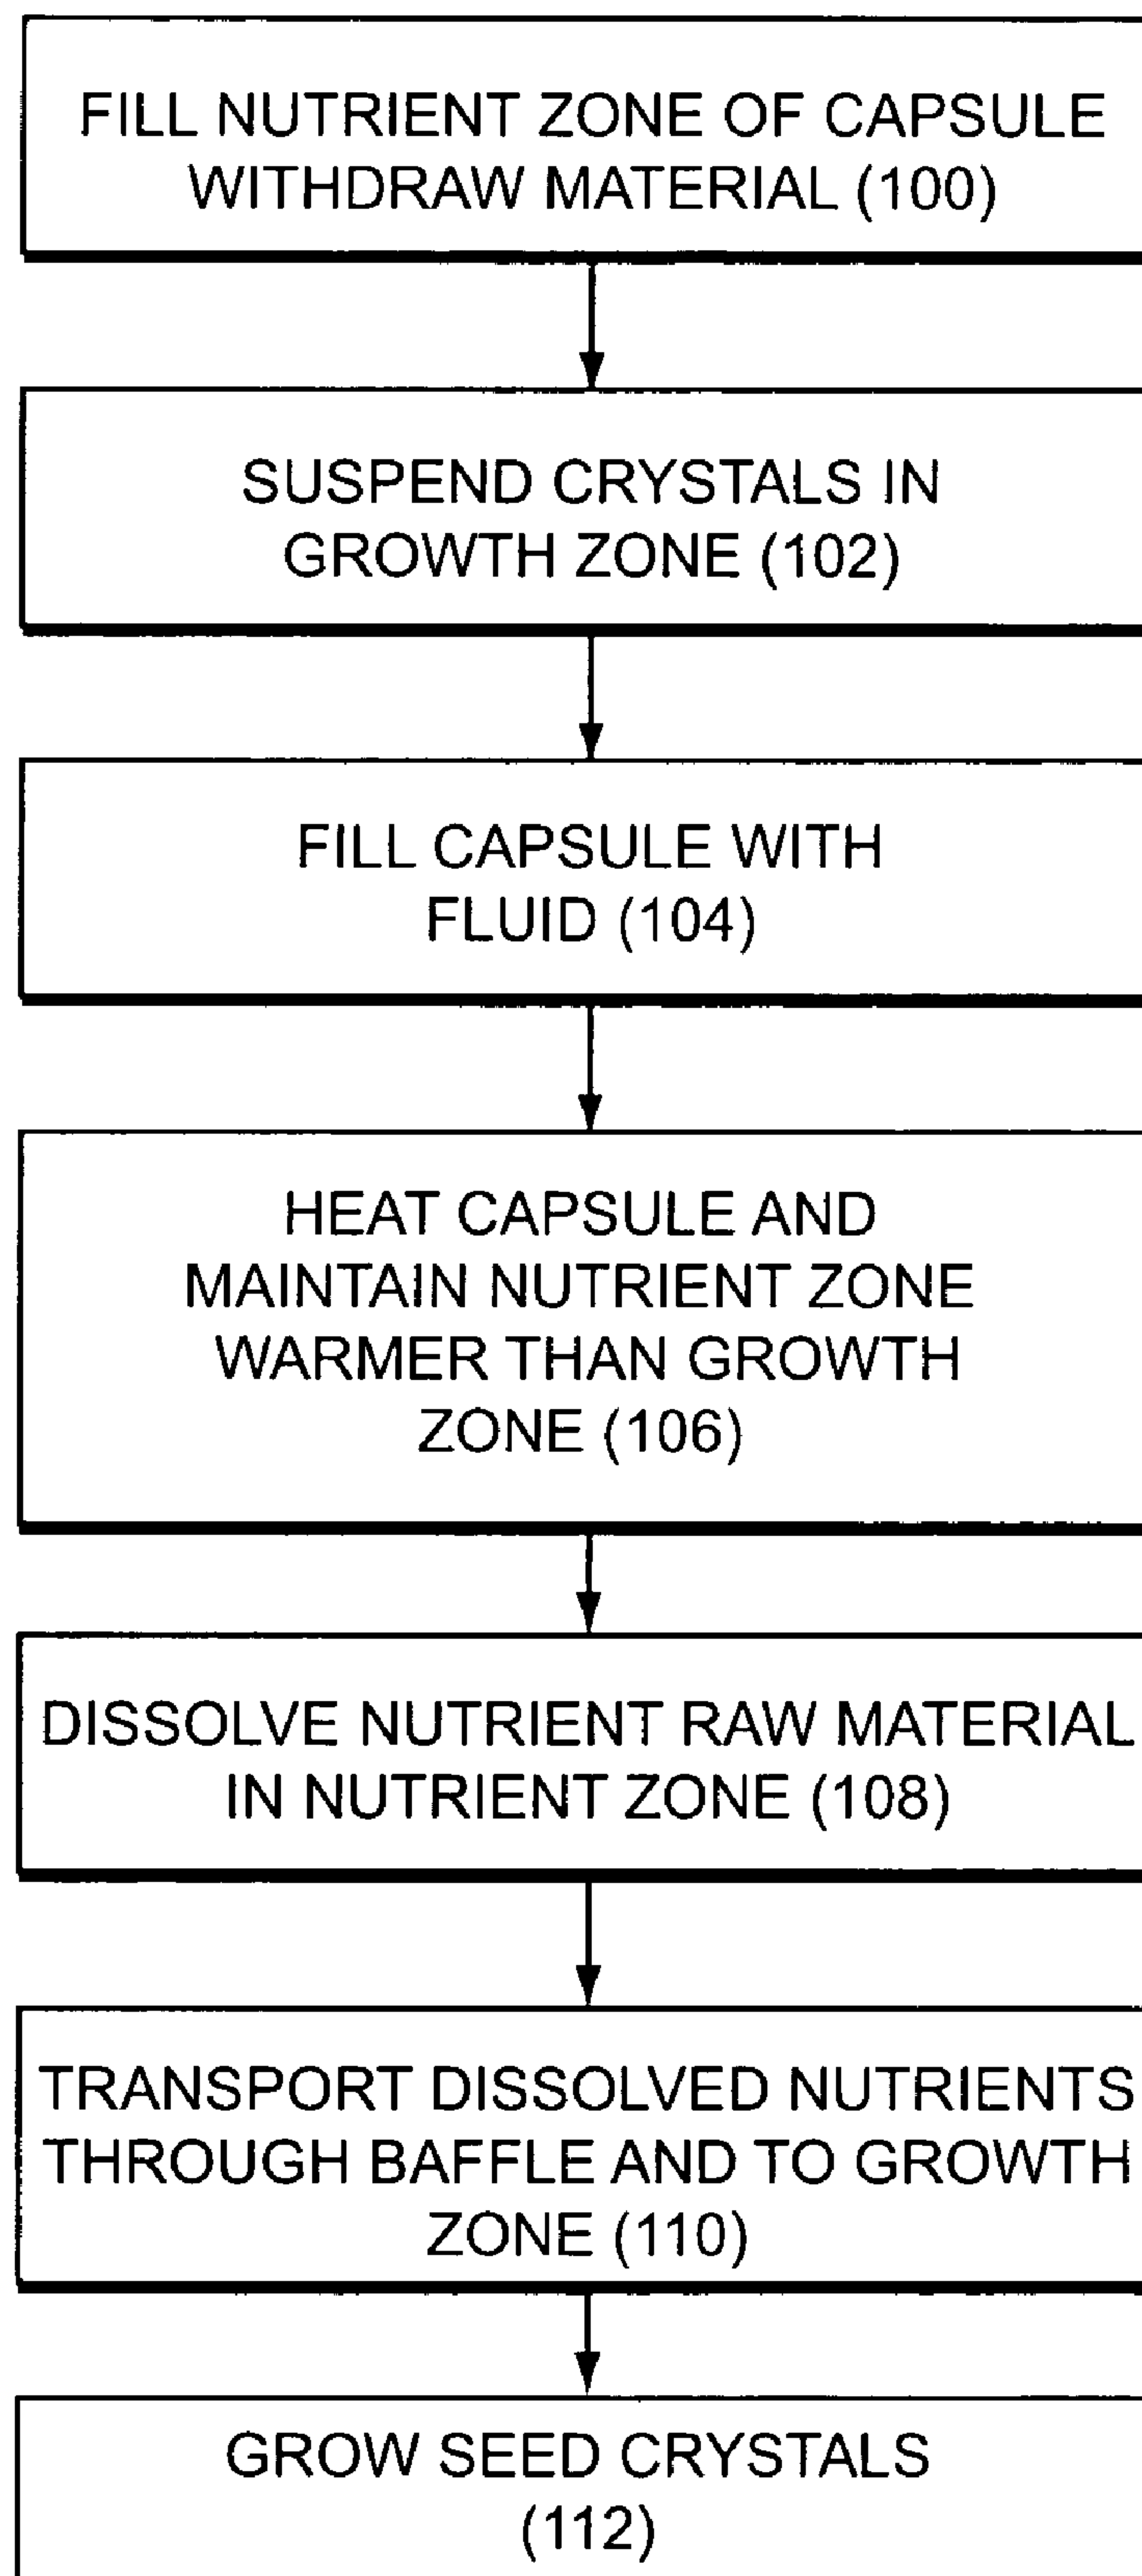 FILL NUTRIENT ZONE OF CAPSULE
WITHDRAW MATERIAL (100)
SUSPEND CRYSTALS IN
GROWTH ZONE (102)
FILL CAPSULE WITH
FLUID (104)
HEAT CAPSULE AND
MAINTAIN NUTRIENT ZONE
WARMER THAN GROWTH
ZONE (106)
DISSOLVE NUTRIENT RAW MATERIAL
IN NUTRIENT ZONE (108)
TRANSPORT DISSOLVED NUTRIENTS
THROUGH BAFFLE AND TO GROWTH
ZONE (110)
GROW SEED CRYSTALS
(112)